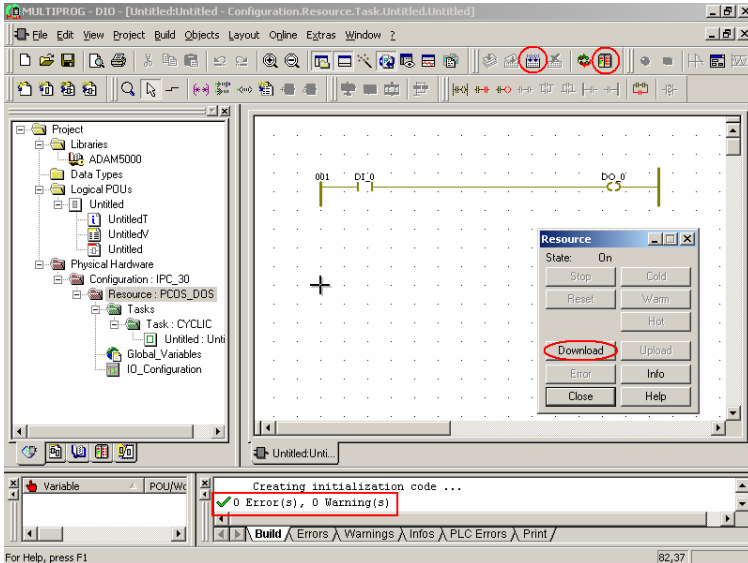 MULTIPROG - DIO - [Untitled:Untitled - Configuration.Resource.Task.Untitled.Untitled]
File Edit View Project Build Objects Layout Online Extras Window ?
Project
Libraries
ADAM5000
Data Types
Logical POUs
Untitled
UntitledT
UntitledV
Untitled
Physical Hardware
Configuration : IPC_30
Resource : PCOS_DOS
Tasks
Task : CYCLIC
Untitled : Unti
Global_Variables
IO_Configuration
001 DI_0 DO_0
Resource
State: On
Stop Cold
Reset Warm
Hot
Download Upload
Error Info
Close Help
Untitled:Unti...
Variable POU/Wo
Creating initialization code ...
0 Error(s), 0 Warning(s)
Build Errors Warnings Infos PLC Errors Print
For Help, press F1
82,37